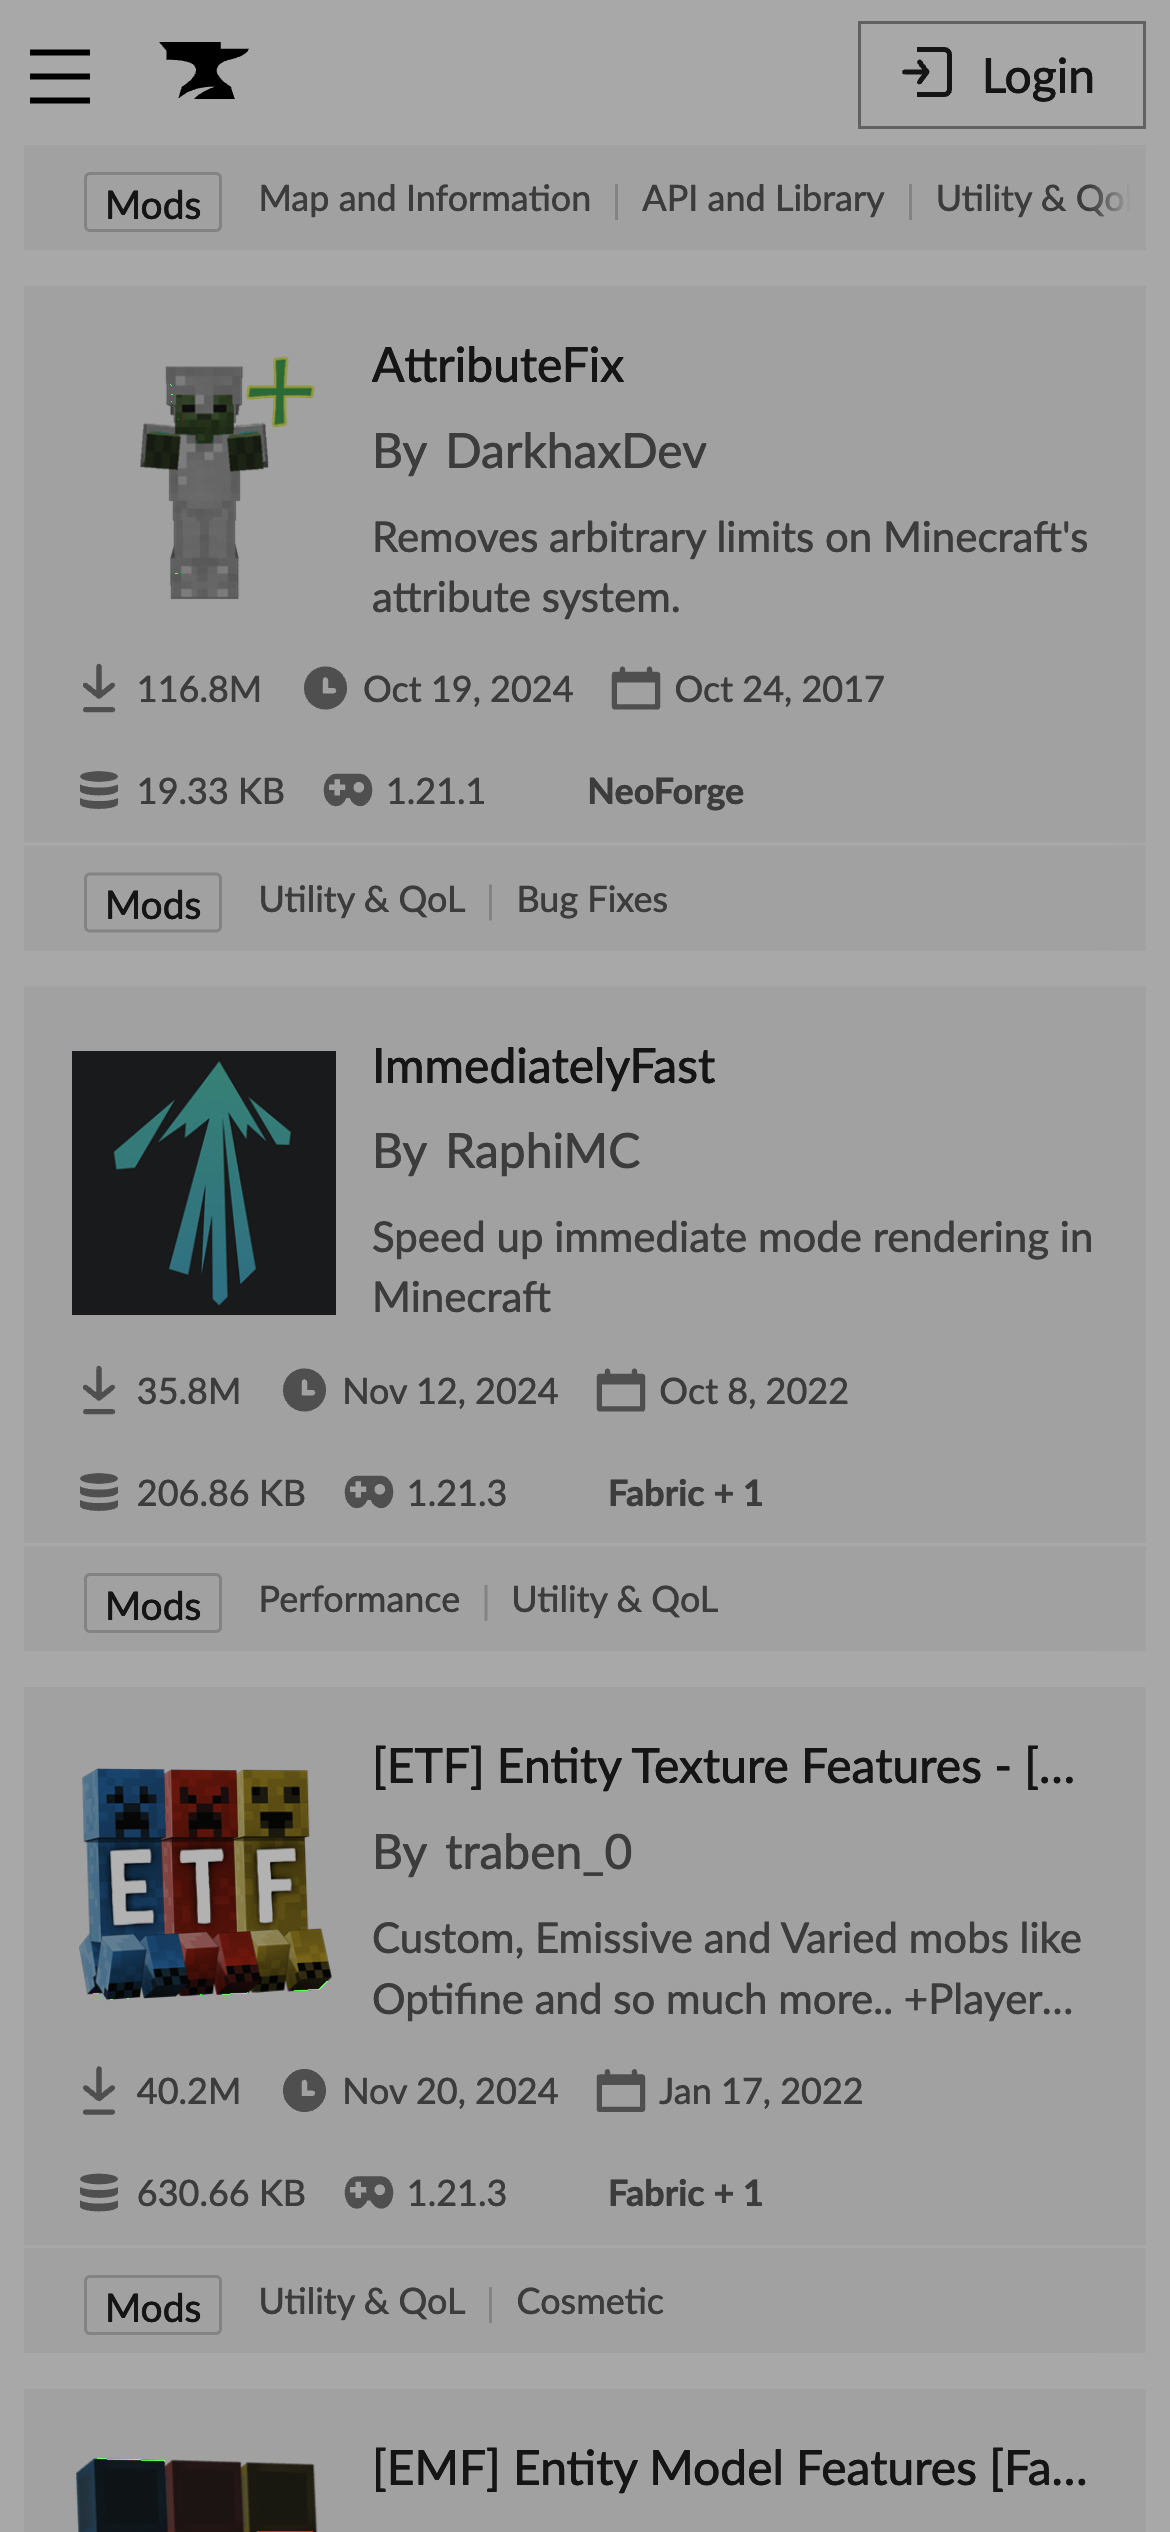 Login
Mods Map and Information | API and Library | Utility & Qo
AttributeFix
By DarkhaxDev
Removes arbitrary limits on Minecraft's
attribute system.
116.8M Oct 19, 2024 Oct 24, 2017
19.33 KB 1.21.1 NeoForge
Mods Utility & QoL | Bug Fixes
ImmediatelyFast
By RaphiMC
Speed up immediate mode rendering in
Minecraft
35.8M Nov 12, 2024 Oct 8, 2022
206.86 KB 1.21.3 Fabric + 1
Mods Performance | Utility & QoL
[ETF] Entity Texture Features - [...
By traben_0
ETF
Custom, Emissive and Varied mobs like
Optifine and so much more.. +Player...
40.2M Nov 20, 2024 Jan 17, 2022
630.66 KB 1.21.3 Fabric + 1
Mods Utility & QoL | Cosmetic
[EMF] Entity Model Features [Fa...